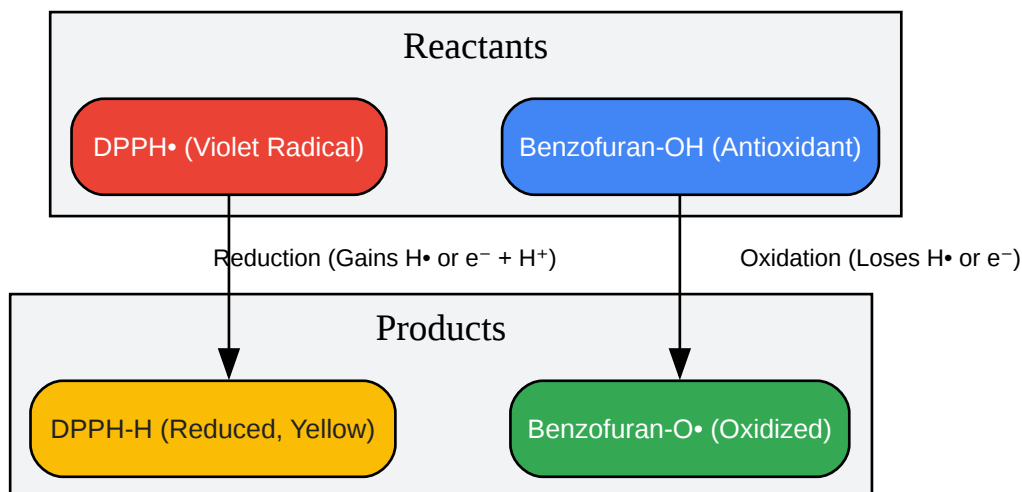 Reactants
DPPH• (Violet Radical)
Benzofuran-OH (Antioxidant)
Reduction (Gains H• or e⁻ + H⁺)
Oxidation (Loses H• or e⁻)
Products
DPPH-H (Reduced, Yellow)
Benzofuran-O• (Oxidized)